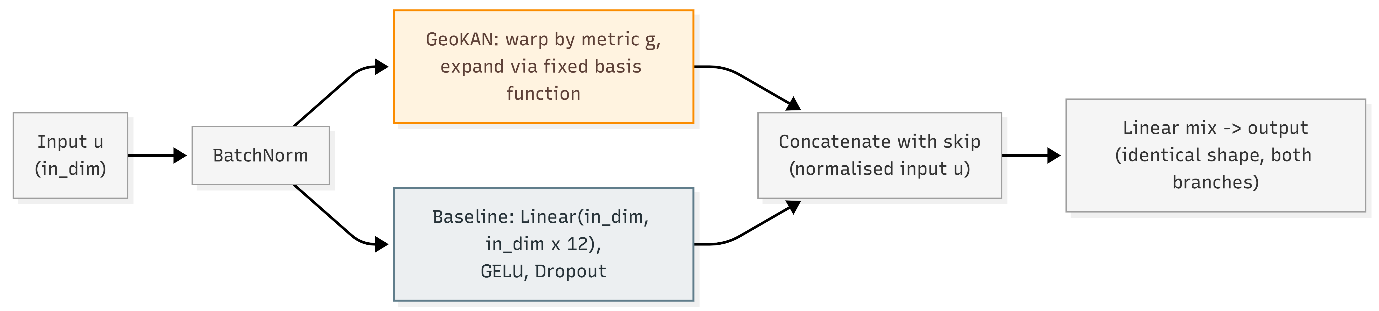 Input u
(in_dim)
BatchNorm
GeoKAN: warp by metric g,
expand via fixed basis
function
Baseline: Linear(in_dim,
in_dim x 12),
GELU, Dropout
Concatenate with skip
(normalised input u)
Linear mix -> output
(identical shape, both
branches)